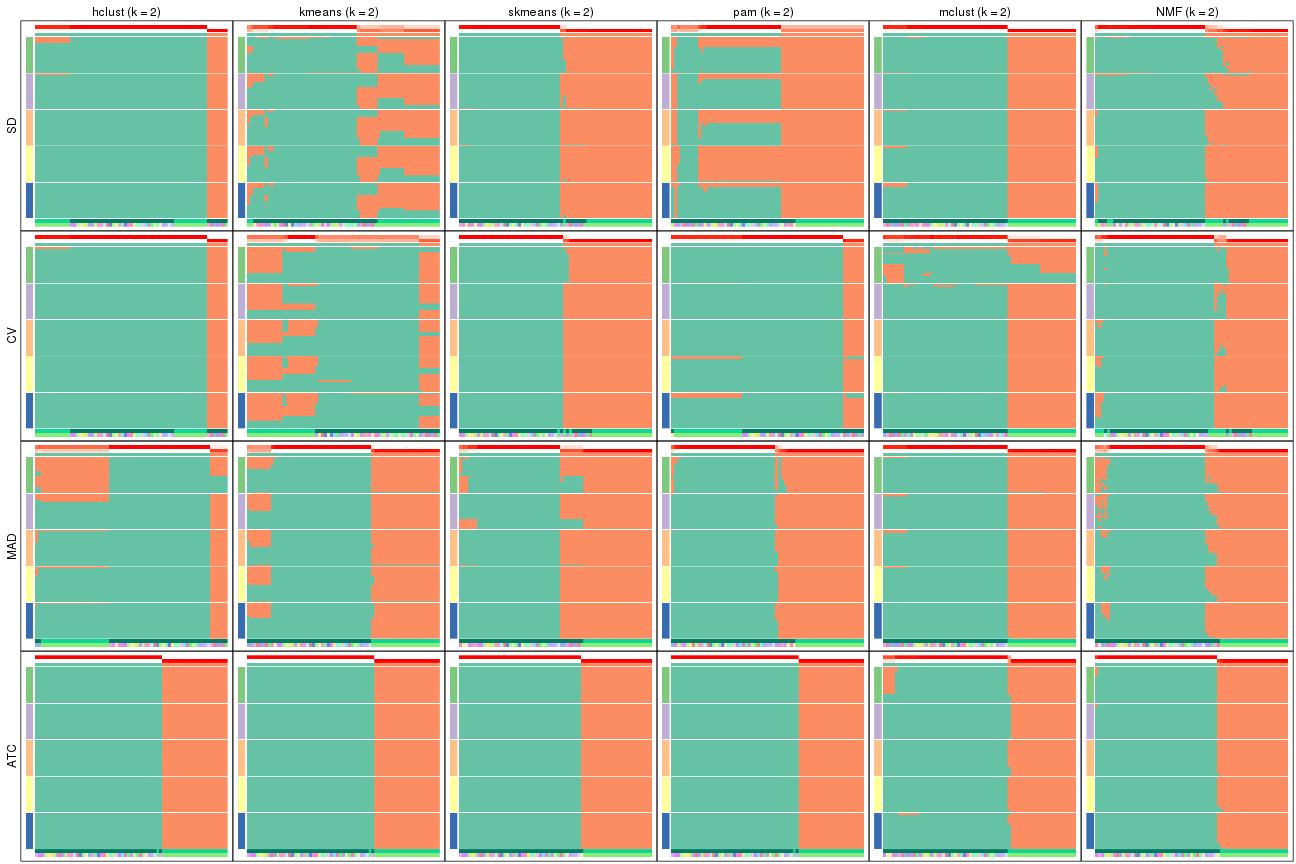 hclust (k = 2) kmeans (k = 2) skmeans (k = 2) pam (k = 2) mclust (k = 2) NMF (k = 2)
SD
CV
MAD
ATC